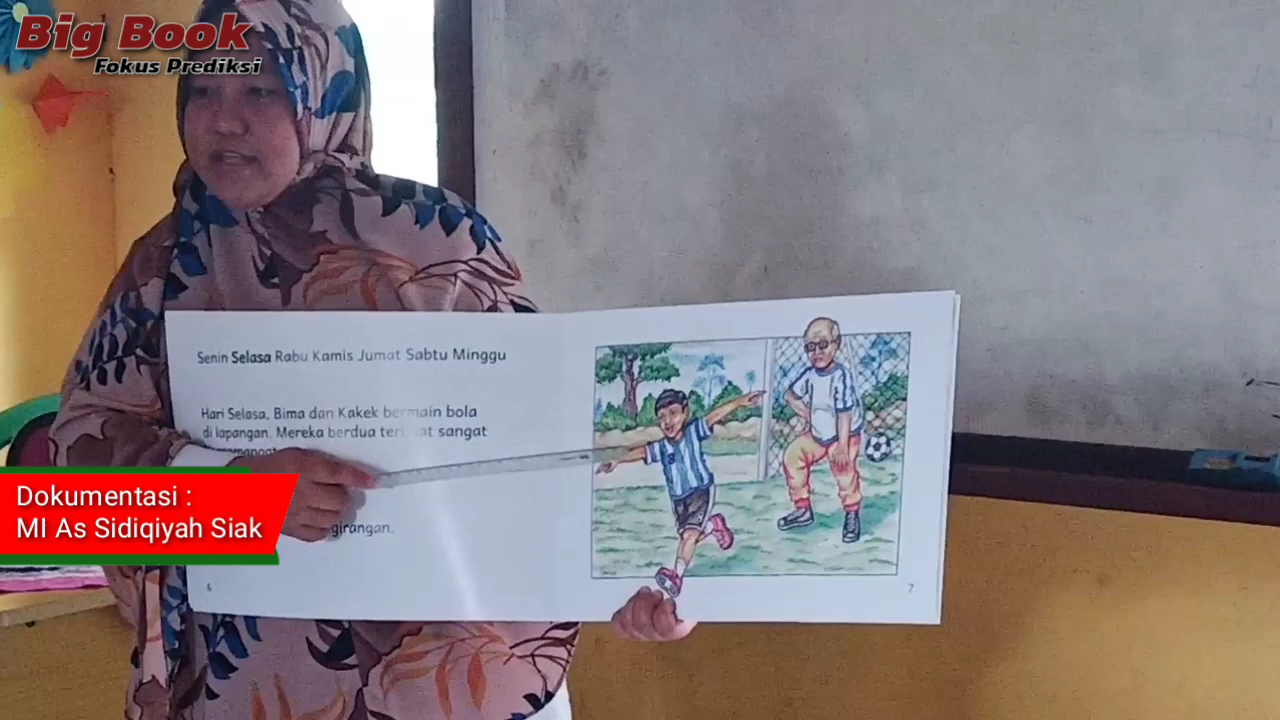 Big Book
Fokus Prediksi
Senin Selasa Rabu Kamis Jumat Sabtu Minggu
Hari Selasa, Bima dan Kakek bermain bola
di lapangan. Mereka berdua sangat
girangan.
6
7
Dokumentasi :
MI As Sidiqiyah Siak